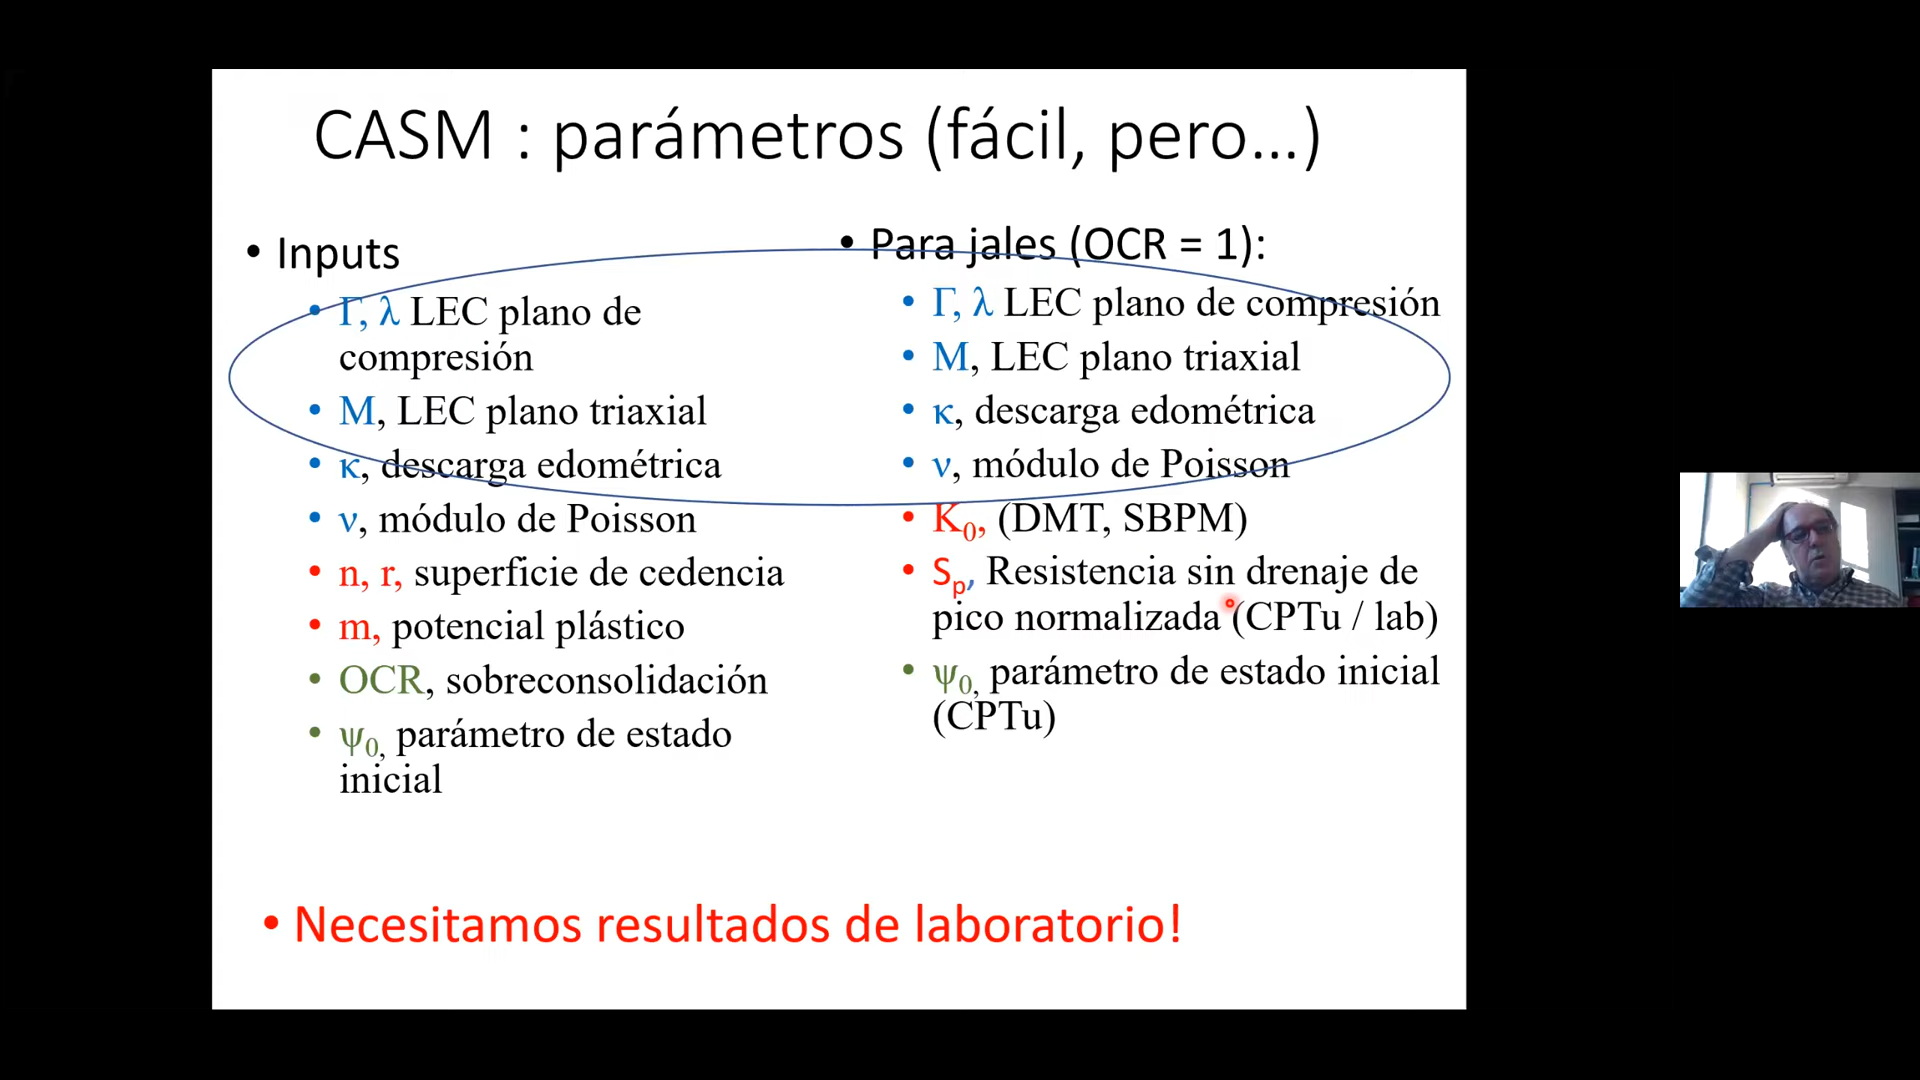 CASM : parámetros (fácil, pero...)
• Inputs
• Γ, λ LEC plano de
compresión
• M, LEC plano triaxial
• κ, descarga edométrica
• ν, módulo de Poisson
• n, r, superficie de cedencia
• m, potencial plástico
• OCR, sobreconsolidación
• ψ0, parámetro de estado
inicial
• Para jales (OCR = 1):
• Γ, λ LEC plano de compresión
• M, LEC plano triaxial
• κ, descarga edométrica
• ν, módulo de Poisson
• K0, (DMT, SBPM)
• Sp, Resistencia sin drenaje de
pico normalizada (CPTu / lab)
• ψ0, parámetro de estado inicial
(CPTu)
• Necesitamos resultados de laboratorio!